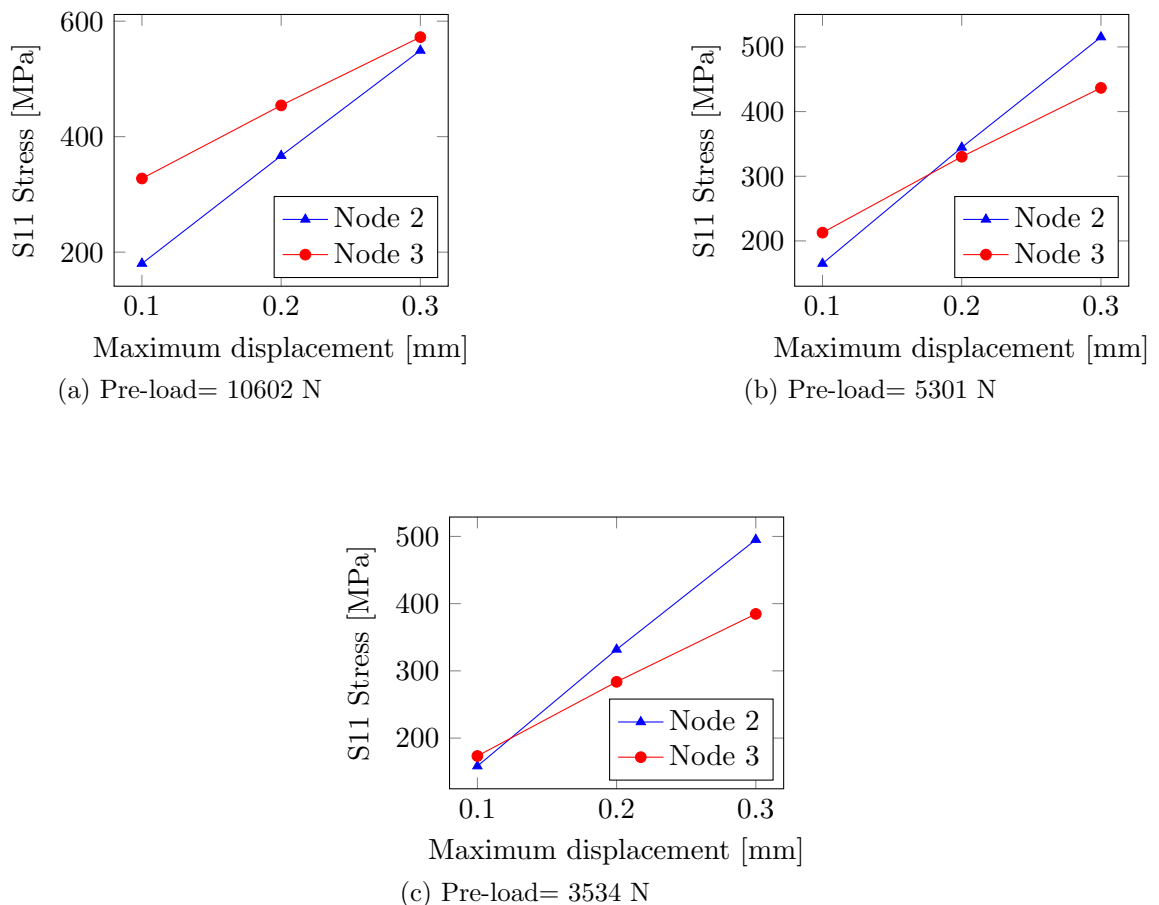 600
400
200
S11 Stress [MPa]
Node 2
Node 3
0.1 0.2 0.3
Maximum displacement [mm]
(a) Pre-load= 10602 N
500
400
300
200
S11 Stress [MPa]
Node 2
Node 3
0.1 0.2 0.3
Maximum displacement [mm]
(b) Pre-load= 5301 N
500
400
300
200
S11 Stress [MPa]
Node 2
Node 3
0.1 0.2 0.3
Maximum displacement [mm]
(c) Pre-load= 3534 N